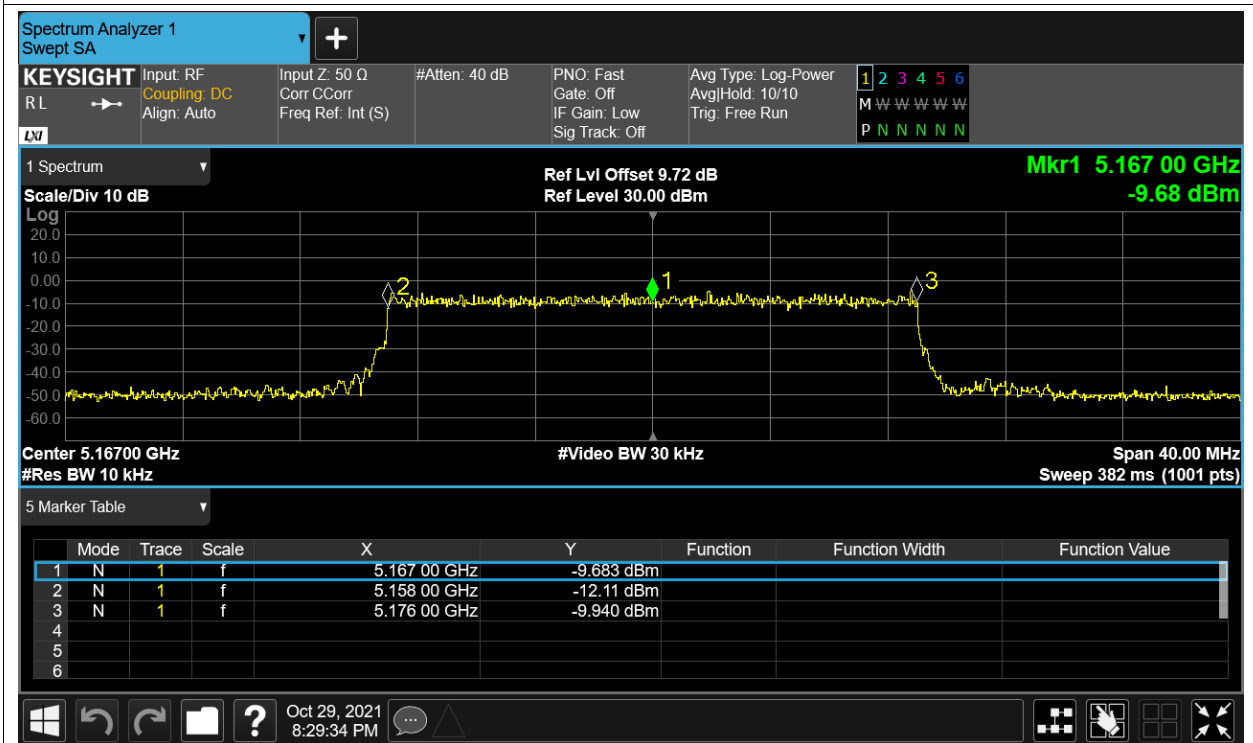 Spectrum Analyzer 1
Swept SA
+
KEYSIGHT
R L
LXI
Input: RF
Coupling: DC
Align: Auto
Input Z: 50 Ω
Corr CCorr
Freq Ref: Int (S)
#Atten: 40 dB
PNO: Fast
Gate: Off
IF Gain: Low
Sig Track: Off
Avg Type: Log-Power
Avg|Hold: 10/10
Trig: Free Run
1 2 3 4 5 6
M W W W W W
P N N N N N
1 Spectrum
Scale/Div 10 dB
Ref Lvl Offset 9.72 dB
Ref Level 30.00 dBm
Mkr1 5.167 00 GHz
-9.68 dBm
Log
20.0
10.0
0.00
-10.0
-20.0
-30.0
-40.0
-50.0
-60.0
2
1
3
Center 5.16700 GHz
#Res BW 10 kHz
#Video BW 30 kHz
Span 40.00 MHz
Sweep 382 ms (1001 pts)
5 Marker Table
Mode Trace Scale X Y Function Function Width Function Value
1 N 1 f 5.167 00 GHz -9.683 dBm
2 N 1 f 5.158 00 GHz -12.11 dBm
3 N 1 f 5.176 00 GHz -9.940 dBm
4
5
6
?
Oct 29, 2021
8:29:34 PM